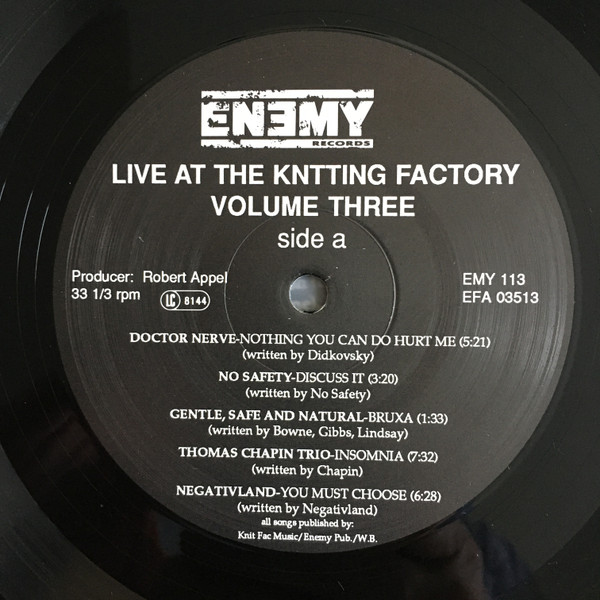 ENEMY
RECORDS
LIVE AT THE KNTTING FACTORY
VOLUME THREE
side a
Producer: Robert Appel
33 1/3 rpm LC 8144
EMY 113
EFA 03513
DOCTOR NERVE-NOTHING YOU CAN DO HURT ME (5:21)
(written by Didkovsky)
NO SAFETY-DISCUSS IT (3:20)
(written by No Safety)
GENTLE, SAFE AND NATURAL-BRUXA (1:33)
(written by Bowne, Gibbs, Lindsay)
THOMAS CHAPIN TRIO-INSOMNIA (7:32)
(written by Chapin)
NEGATIVLAND-YOU MUST CHOOSE (6:28)
(written by Negativland)
all songs published by:
Knit Fac Music/Enemy Pub./W.B.